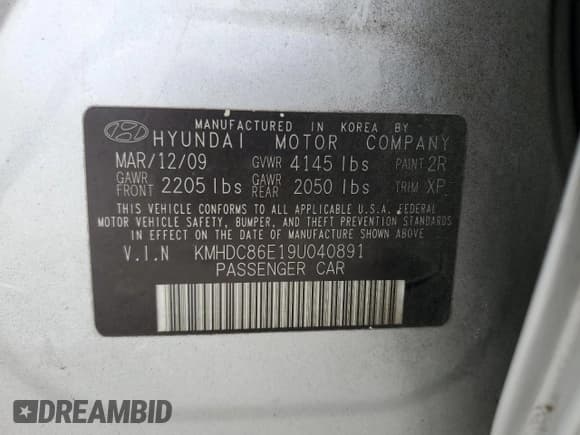 MANUFACTURED IN KOREA BY
HYUNDAI MOTOR COMPANY
MAR/12/09 GVWR 4145 lbs PAINT 2R
GAWR FRONT 2205 lbs GAWR REAR 2050 lbs TRIM XP
THIS VEHICLE CONFORMS TO ALL APPLICABLE U.S.A. FEDERAL
MOTOR VEHICLE SAFETY, BUMPER, AND THEFT PREVENTION STANDARDS
IN EFFECT ON THE DATE OF MANUFACTURE SHOWN ABOVE
V.I.N KMHDC86E19U040891
PASSENGER CAR
DREAMBID